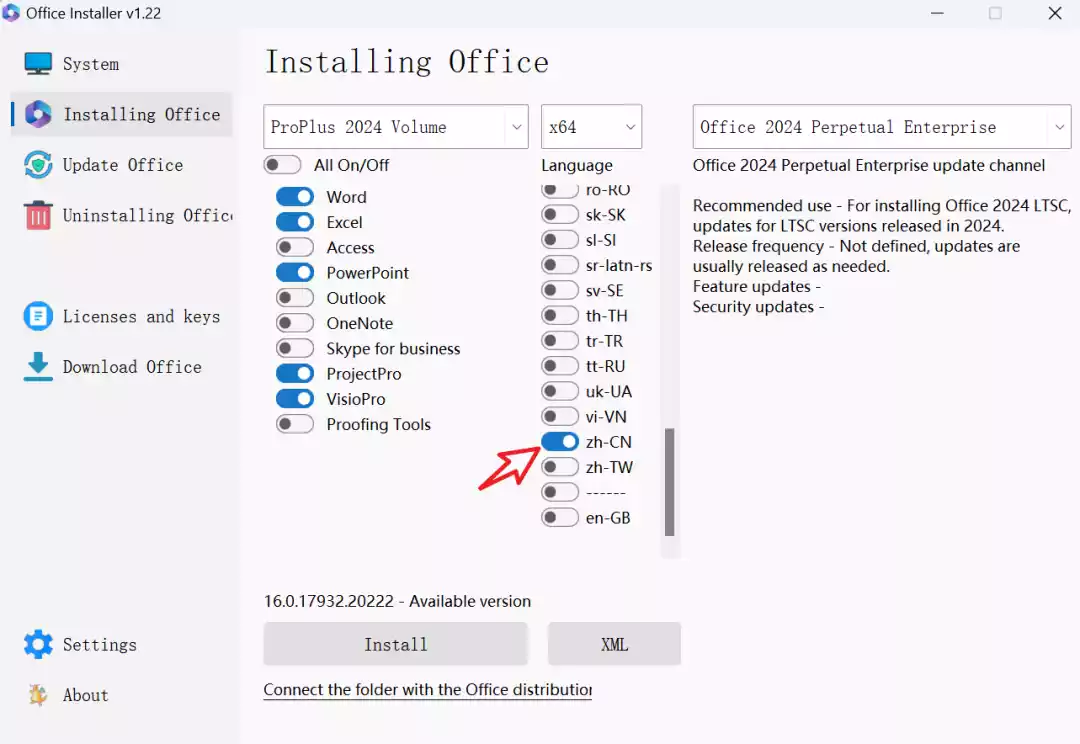 Office Installer v1.22
System
Installing Office
Update Office
Uninstalling Offic
Licenses and keys
Download Office
Settings
About
Installing Office
ProPlus 2024 Volume
x64
Office 2024 Perpetual Enterprise
All On/Off
Word
Excel
Access
PowerPoint
Outlook
OneNote
Skype for business
ProjectPro
VisioPro
Proofing Tools
Language
ro-RO
sk-SK
sl-SI
sr-latn-rs
sv-SE
th-TH
tr-TR
tt-RU
uk-UA
vi-VN
zh-CN
zh-TW
------
en-GB
Office 2024 Perpetual Enterprise update channel
Recommended use - For installing Office 2024 LTSC,
updates for LTSC versions released in 2024.
Release frequency - Not defined, updates are
usually released as needed.
Feature updates -
Security updates -
16.0.17932.20222 - Available version
Install
XML
Connect the folder with the Office distribution